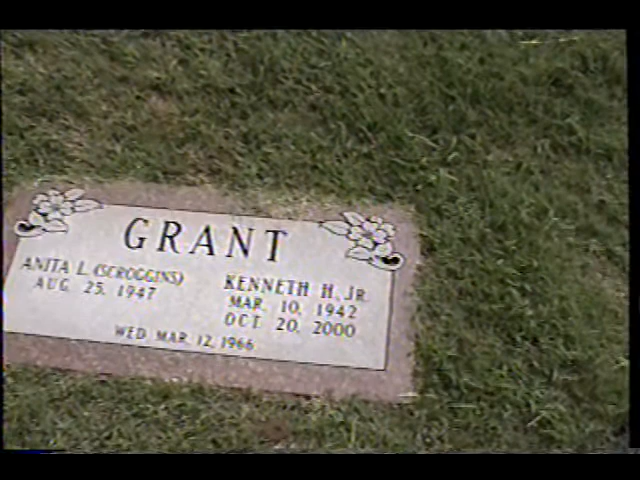 GRANT
ANITA L. (SCROGGINS)
AUG. 25, 1947
KENNETH H. JR.
MAR. 10, 1942
OCT. 20, 2000
WED MAR. 12, 1966